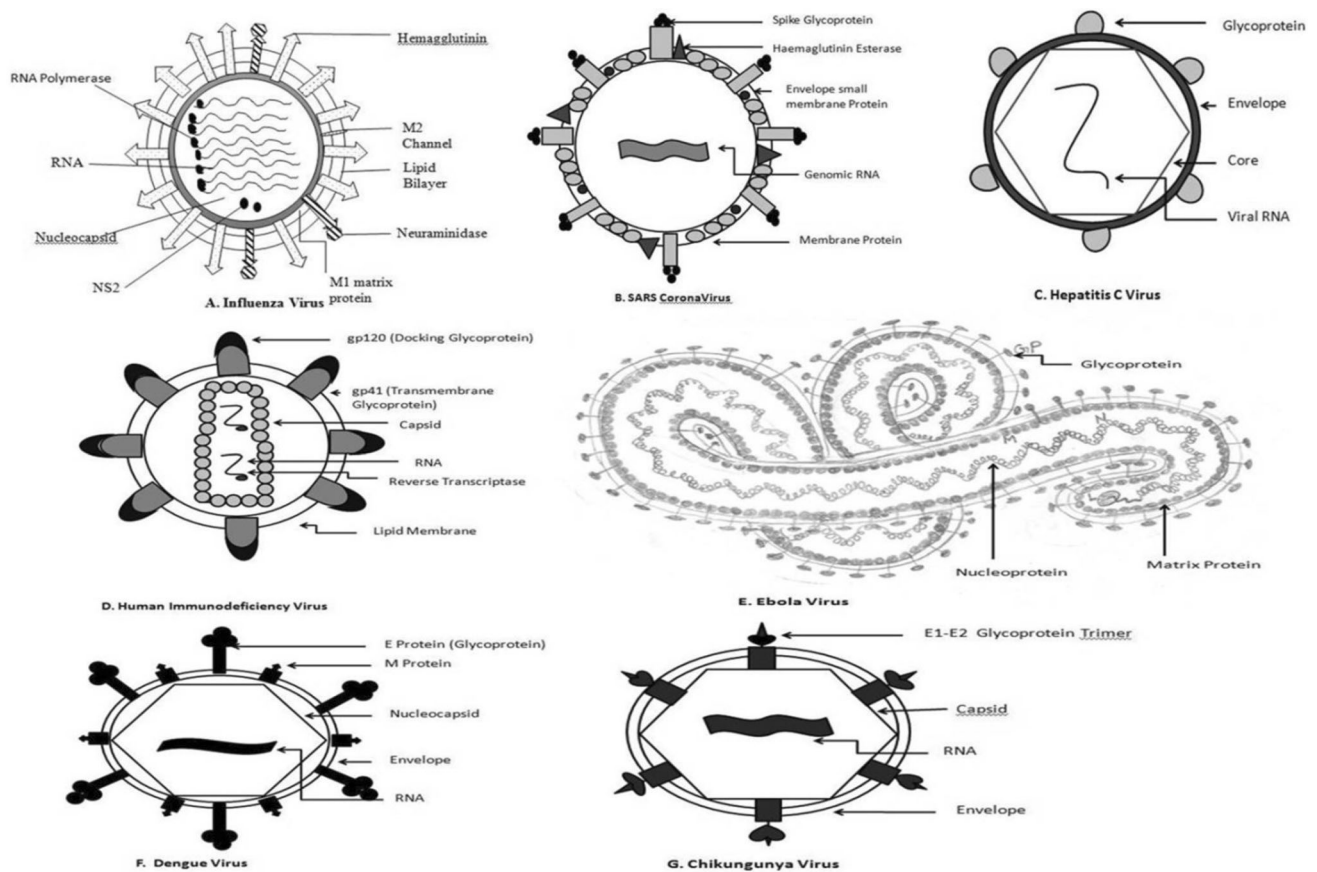 Hemagglutinin
RNA Polymerase
M2
Channel
RNA
Lipid
Bilayer
Nucleocapsid
Neuraminidase
NS2
M1 matrix
protein
A. Influenza Virus
Spike Glycoprotein
Haemaglutinin Esterase
Envelope small
membrane Protein
Genomic RNA
Membrane Protein
B. SARS CoronaVirus
Glycoprotein
Envelope
Core
Viral RNA
C. Hepatitis C Virus
gp120 (Docking Glycoprotein)
gp41 (Transmembrane
Glycoprotein)
Capsid
RNA
Reverse Transcriptase
Lipid Membrane
D. Human Immunodeficiency Virus
GP
Glycoprotein
M
N
L
Nucleoprotein
Matrix Protein
E. Ebola Virus
E Protein (Glycoprotein)
M Protein
Nucleocapsid
Envelope
RNA
F. Dengue Virus
E1-E2 Glycoprotein Trimer
Capsid
RNA
Envelope
G. Chikungunya Virus